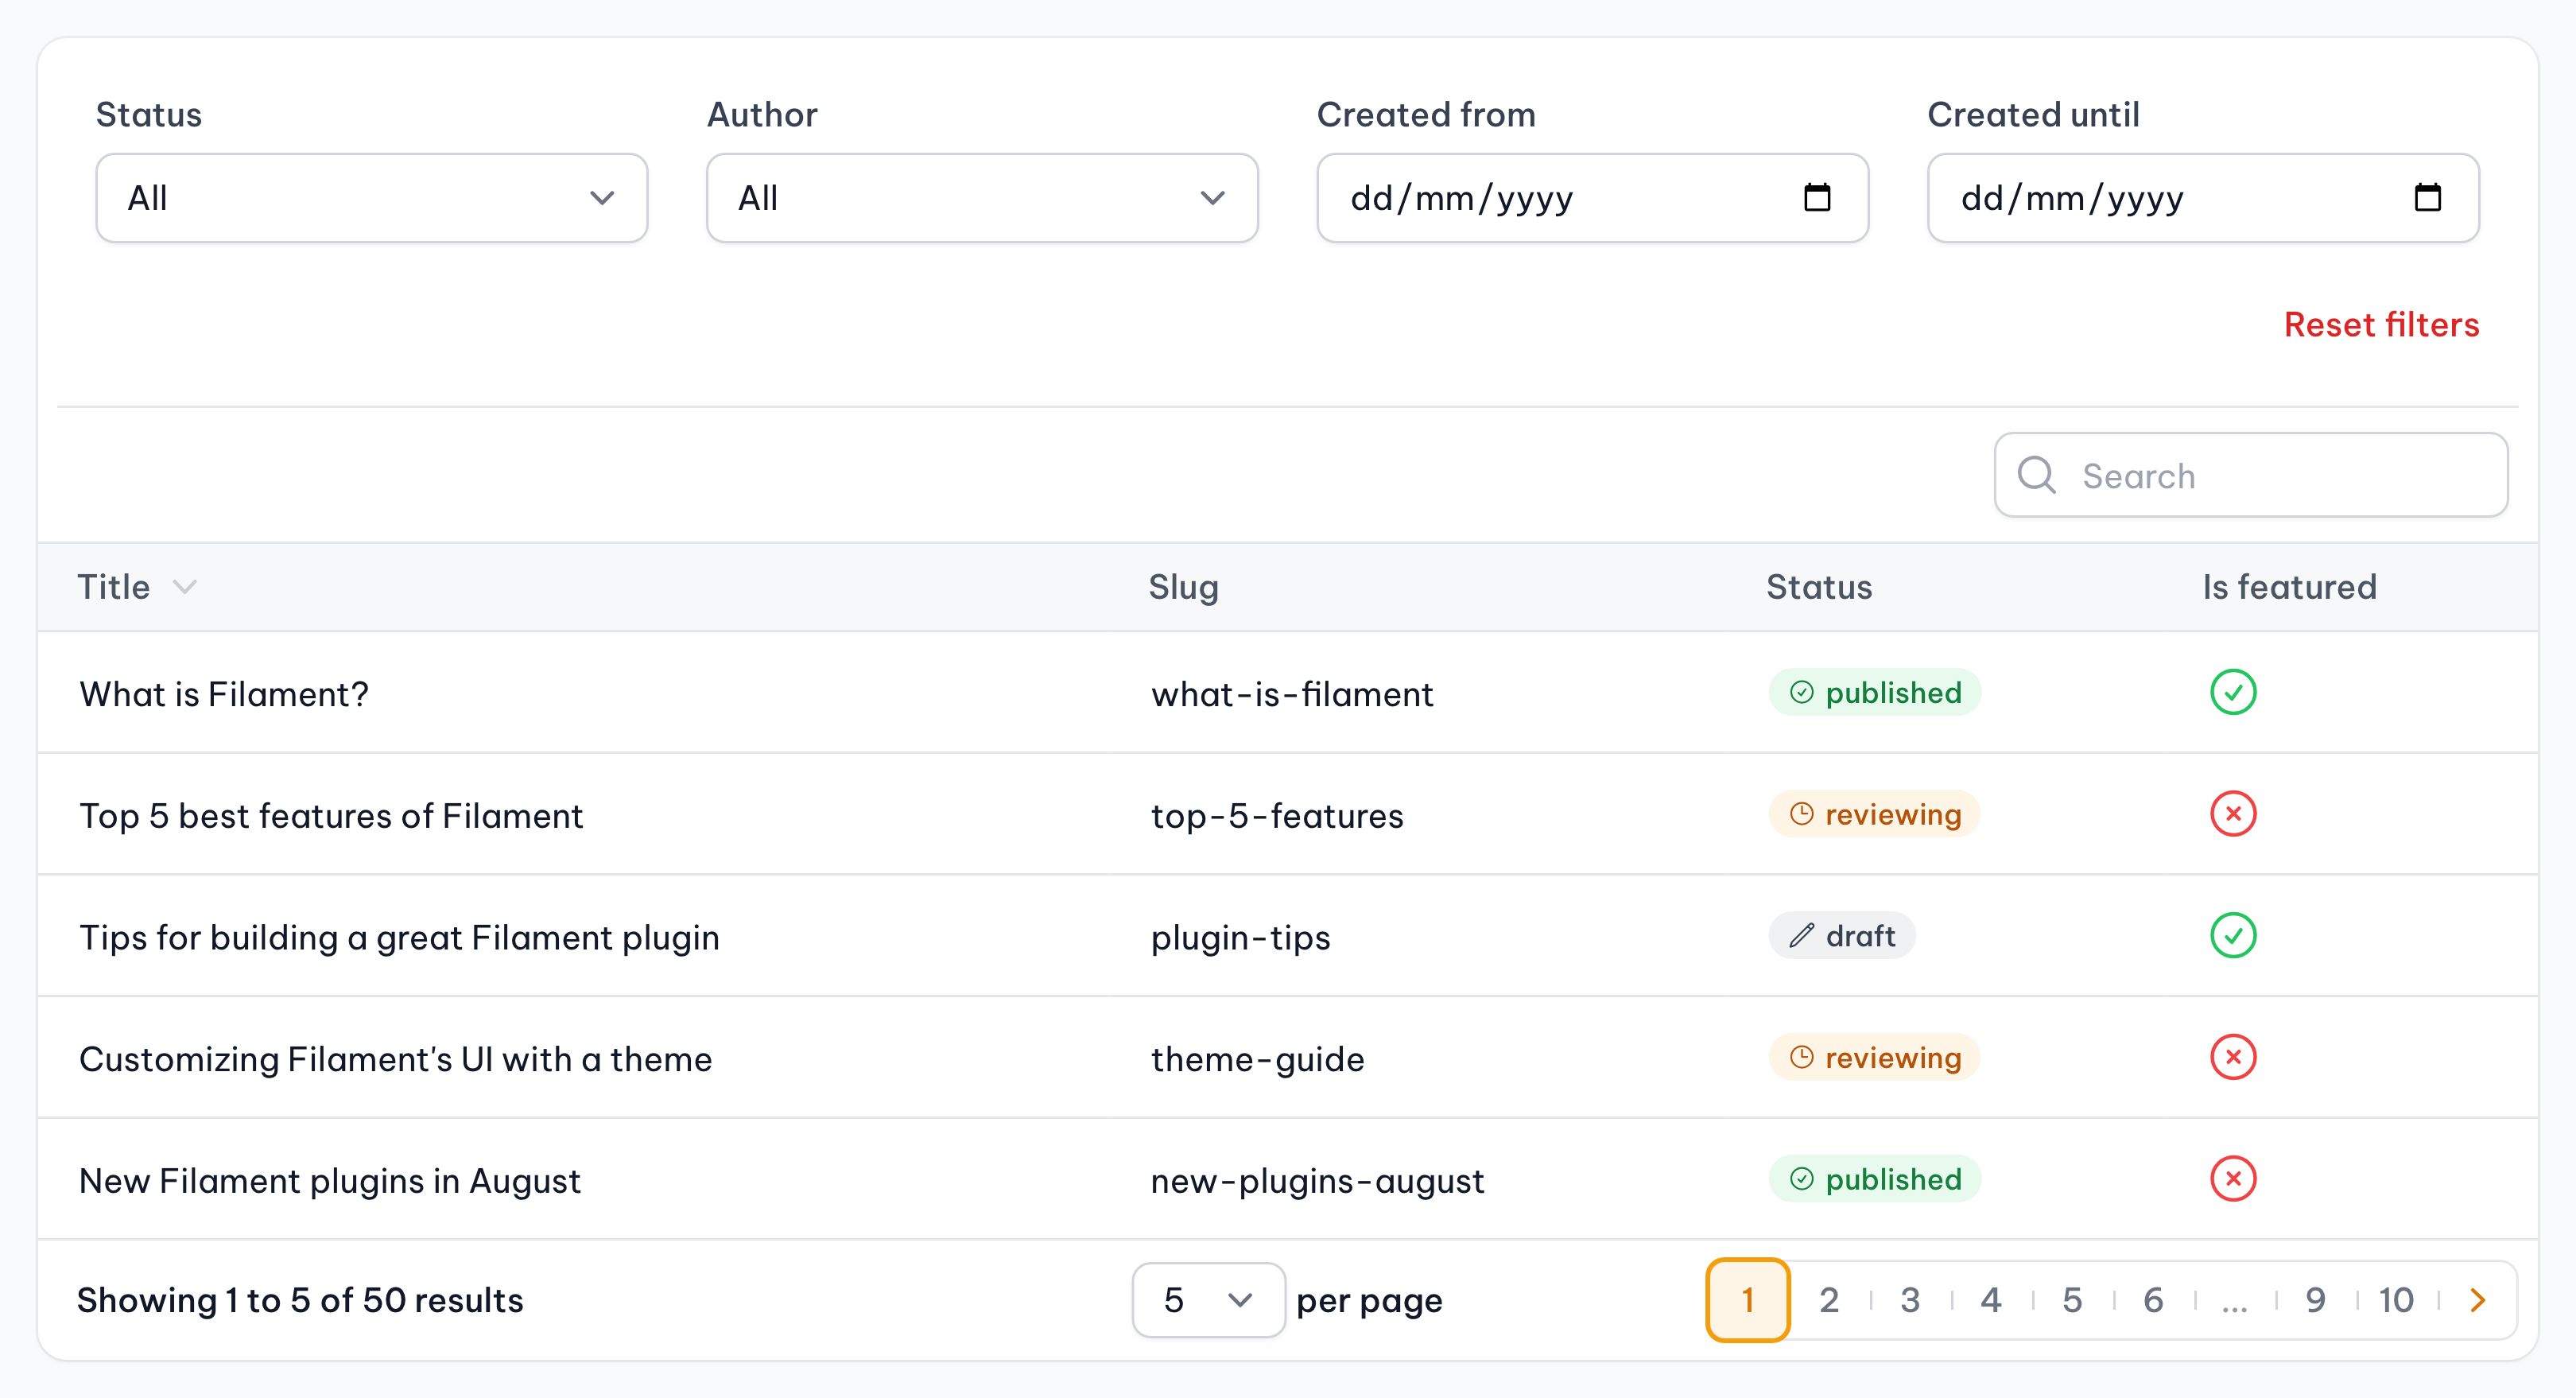 Status Author Created from Created until
All All dd/mm/yyyy dd/mm/yyyy
Reset filters
Search
Title Slug Status Is featured
What is Filament? what-is-filament published
Top 5 best features of Filament top-5-features reviewing
Tips for building a great Filament plugin plugin-tips draft
Customizing Filament's UI with a theme theme-guide reviewing
New Filament plugins in August new-plugins-august published
Showing 1 to 5 of 50 results 5 per page 1 2 3 4 5 6 ... 9 10